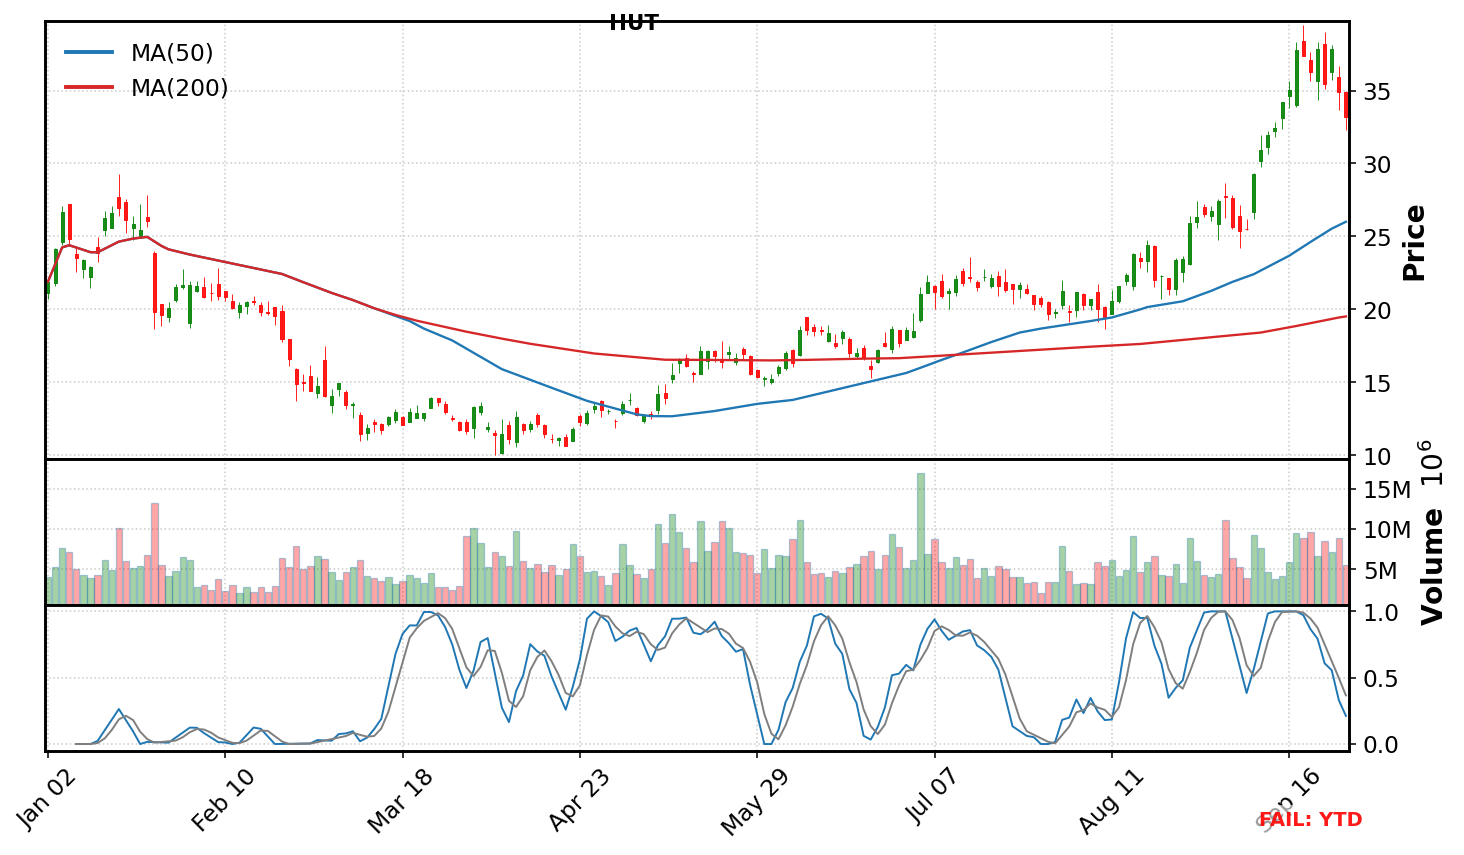 HUT
MA(50)
MA(200)
35
30
25
20
15
10
Price
15M
10M
5M
Volume 10^6
1.0
0.5
0.0
Jan 02
Feb 10
Mar 18
Apr 23
May 29
Jul 07
Aug 11
Sep 16
FAIL: YTD